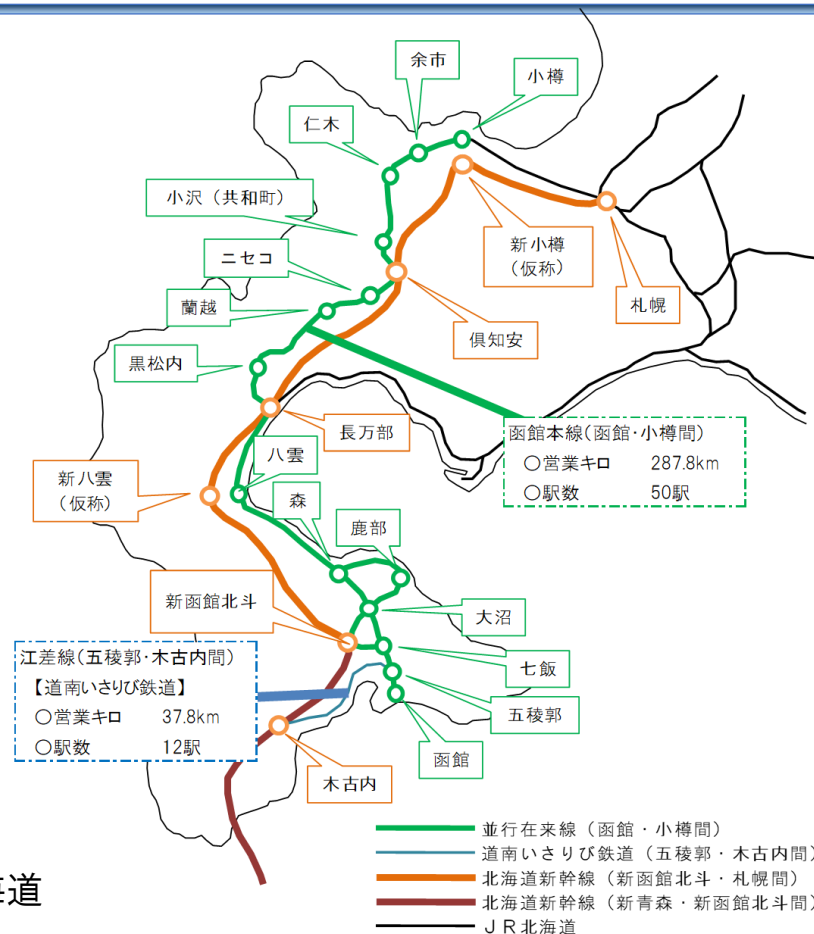 余市
小樽
仁木
小沢（共和町）
ニセコ
蘭越
黒松内
新小樽
（仮称）
札幌
倶知安
長万部
函館本線(函館・小樽間)
○営業キロ 287.8km
○駅数 50駅
八雲
新八雲
（仮称）
森
鹿部
新函館北斗
大沼
江差線(五稜郭・木古内間)
【道南いさりび鉄道】
○営業キロ 37.8km
○駅数 12駅
七飯
五稜郭
函館
木古内
並行在来線（函館・小樽間）
道南いさりび鉄道（五稜郭・木古内間）
北海道新幹線（新函館北斗・札幌間）
北海道新幹線（新青森・新函館北斗間）
ＪＲ北海道
道